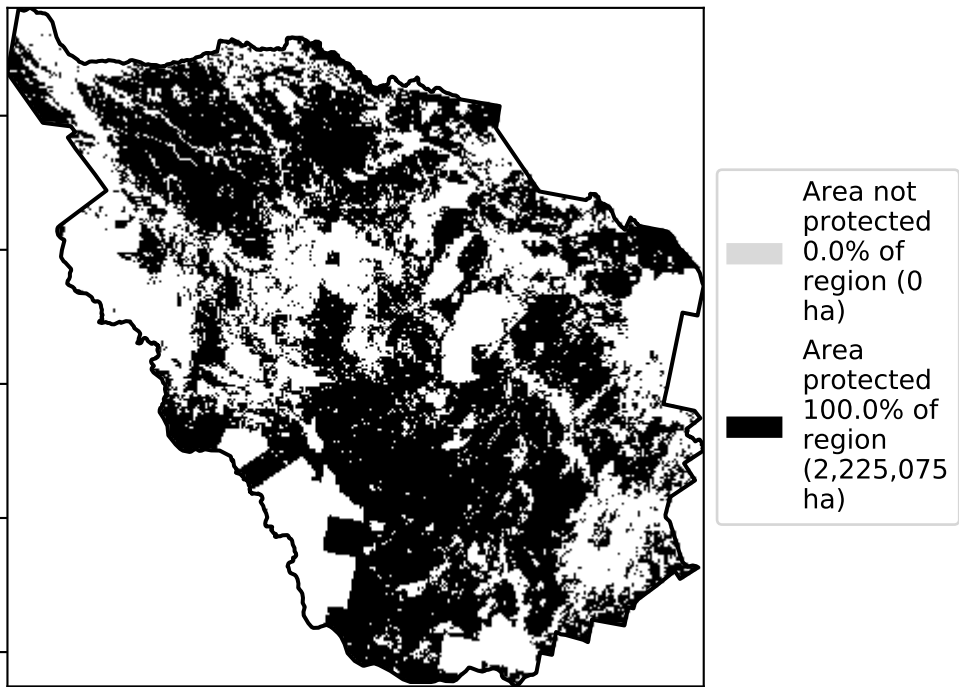 Area not
protected
0.0% of
region (0
ha)
Area
protected
100.0% of
region
(2,225,075
ha)